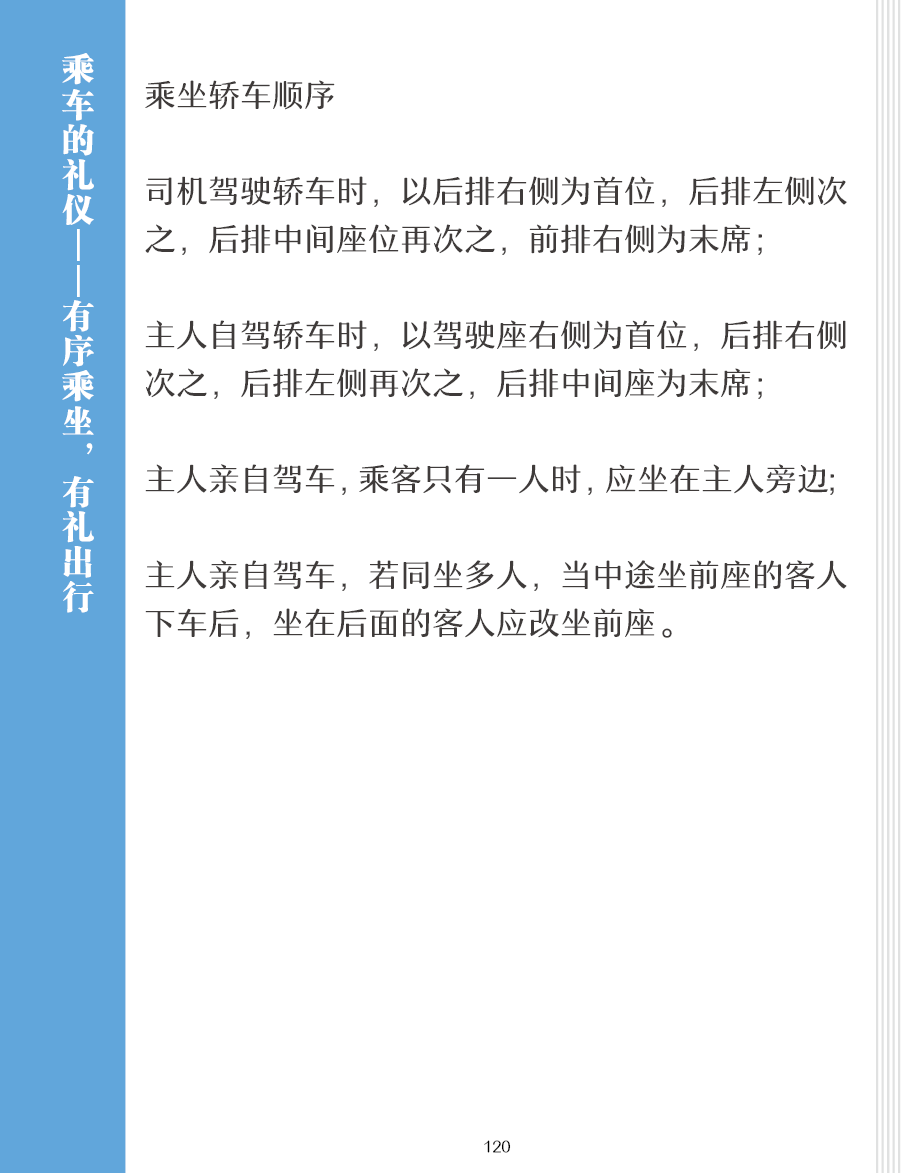 乘车的礼仪——有序乘坐，有礼出行
乘坐轿车顺序
司机驾驶轿车时，以后排右侧为首位，后排左侧次
之，后排中间座位再次之，前排右侧为末席；
主人自驾轿车时，以驾驶座右侧为首位，后排右侧
次之，后排左侧再次之，后排中间座为末席；
主人亲自驾车，乘客只有一人时，应坐在主人旁边;
主人亲自驾车，若同坐多人，当中途坐前座的客人
下车后，坐在后面的客人应改坐前座。
120